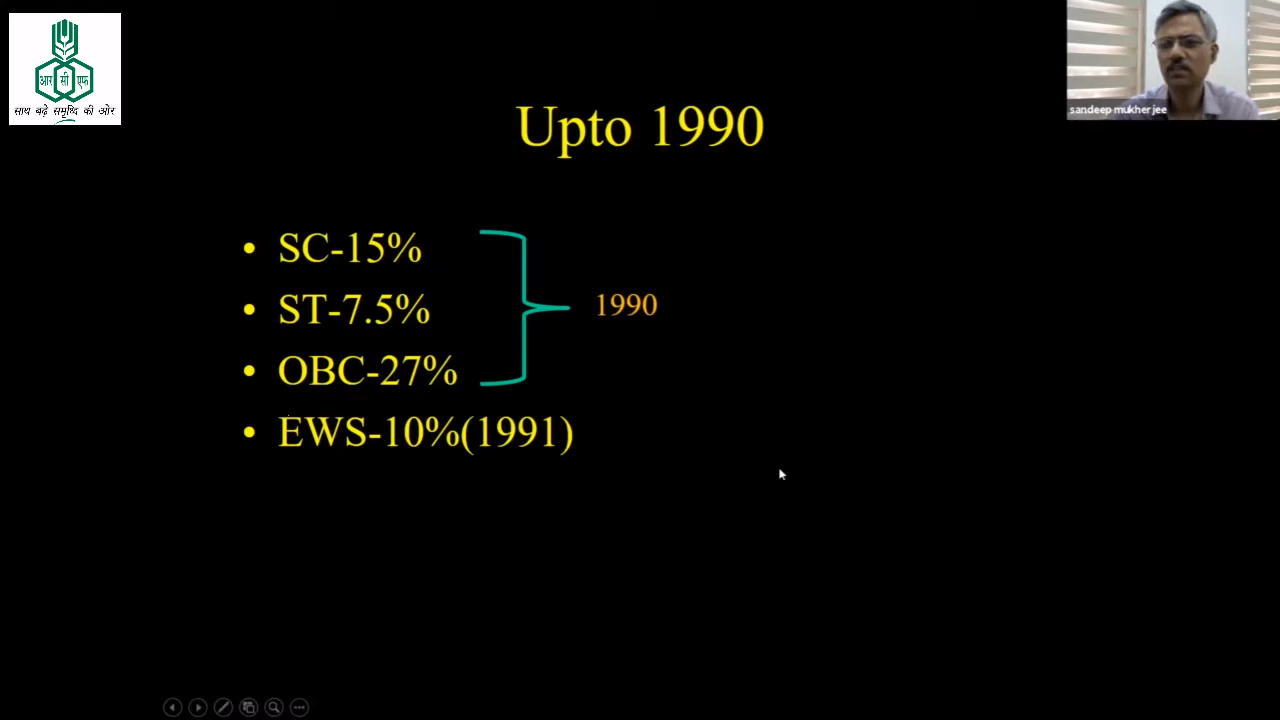 आर सी एफ
साथ बढ़ें समृध्दि की ओर
sandeep mukherjee
Upto 1990
• SC-15%
• ST-7.5%
• OBC-27%
1990
• EWS-10%(1991)